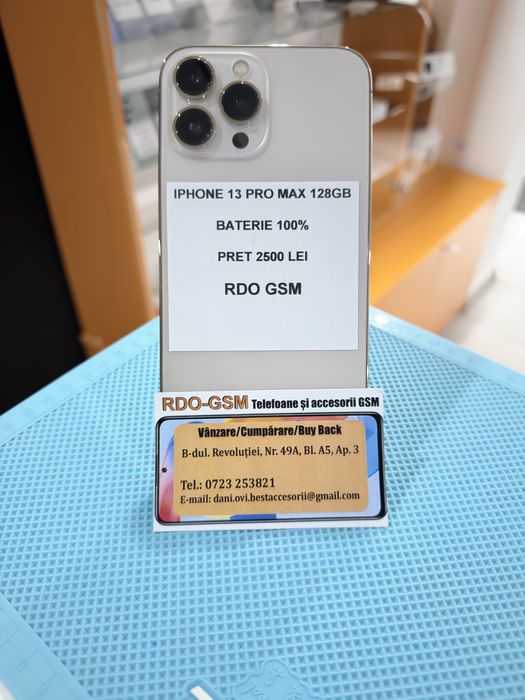 IPHONE 13 PRO MAX 128GB
BATERIE 100%
PRET 2500 LEI
RDO GSM
RDO-GSM Telefoane și accesorii GSM
Vânzare/Cumpărare/Buy Back
B-dul. Revoluției, Nr. 49A, Bl. A5, Ap. 3
Tel.: 0723 253821
E-mail: dani.ovi.bestaccesorii@gmail.com